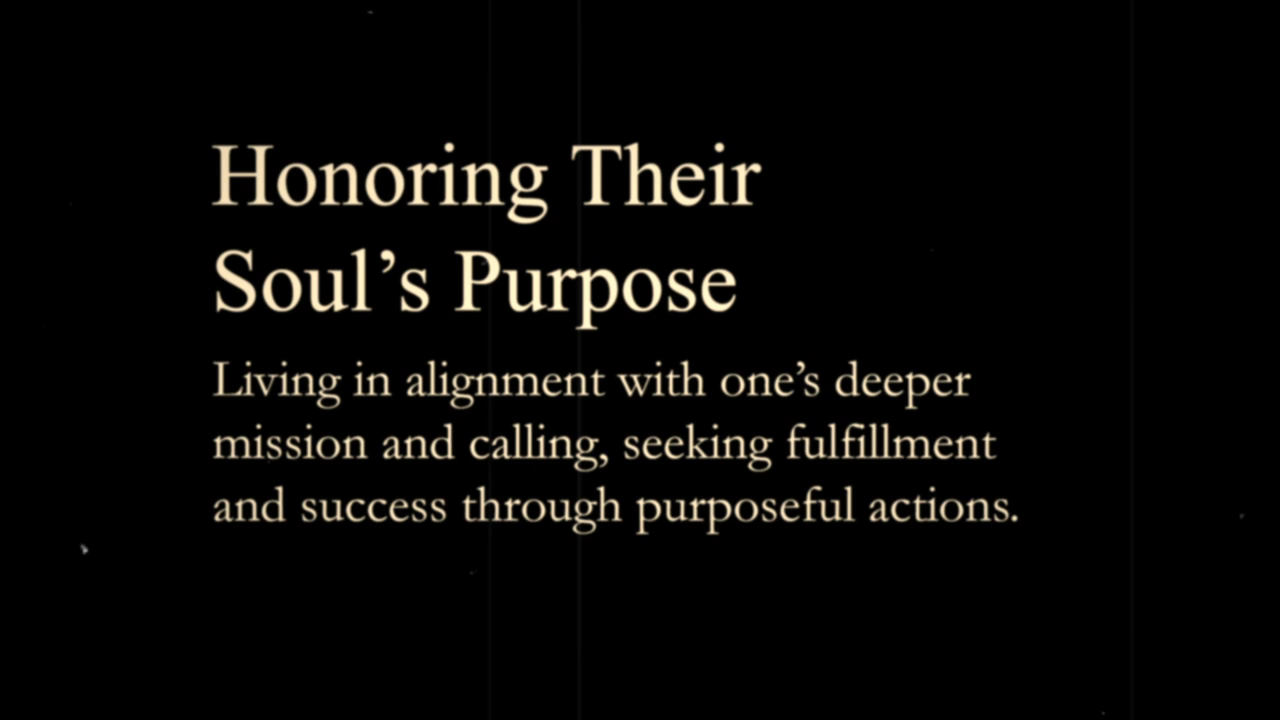 Honoring Their
Soul’s Purpose
Living in alignment with one’s deeper
mission and calling, seeking fulfillment
and success through purposeful actions.